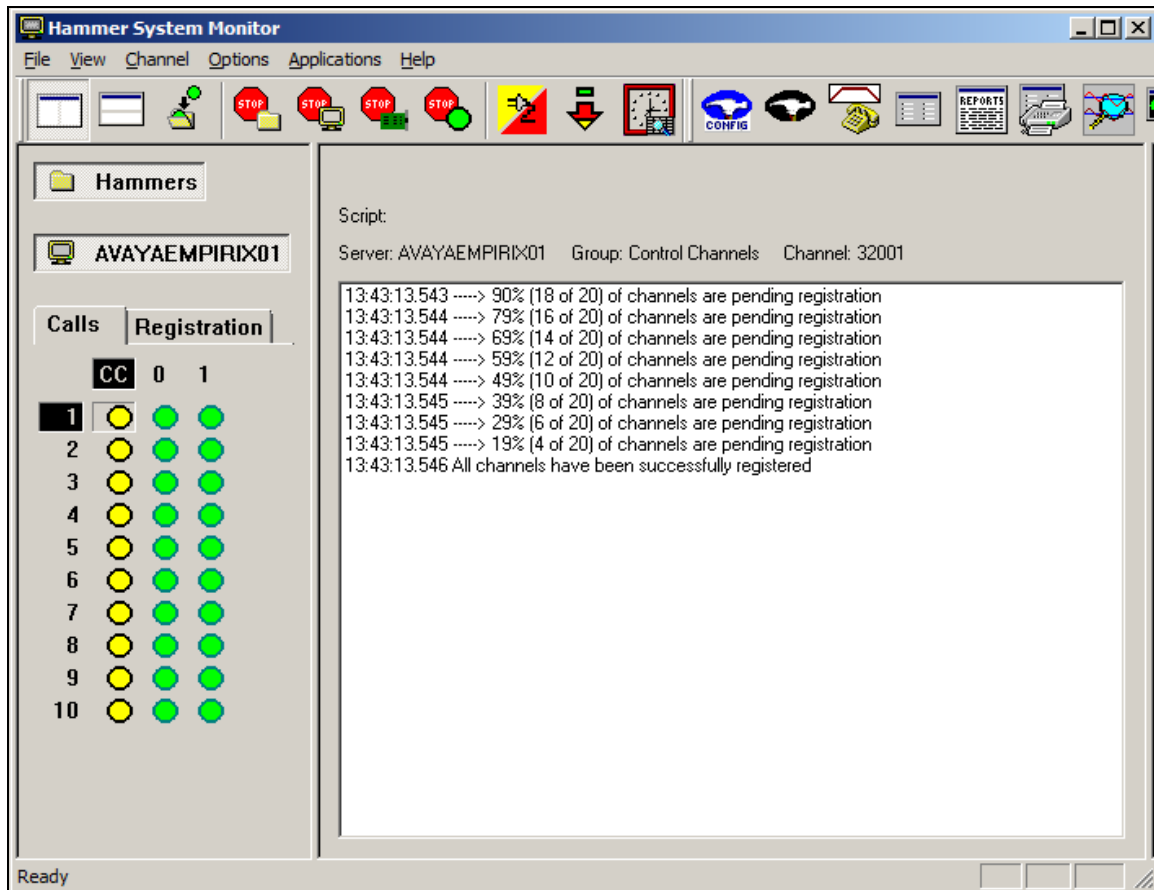 Hammer System Monitor
File View Channel Options Applications Help
STOP STOP STOP STOP CONFIG REPORTS
Hammers
AVAYAEMPIRIX01
Calls Registration
CC 0 1
1
2
3
4
5
6
7
8
9
10
Script:
Server: AVAYAEMPIRIX01 Group: Control Channels Channel: 32001
13:43:13.543 -----> 90% (18 of 20) of channels are pending registration
13:43:13.544 -----> 79% (16 of 20) of channels are pending registration
13:43:13.544 -----> 69% (14 of 20) of channels are pending registration
13:43:13.544 -----> 59% (12 of 20) of channels are pending registration
13:43:13.544 -----> 49% (10 of 20) of channels are pending registration
13:43:13.545 -----> 39% (8 of 20) of channels are pending registration
13:43:13.545 -----> 29% (6 of 20) of channels are pending registration
13:43:13.545 -----> 19% (4 of 20) of channels are pending registration
13:43:13.546 All channels have been successfully registered
Ready